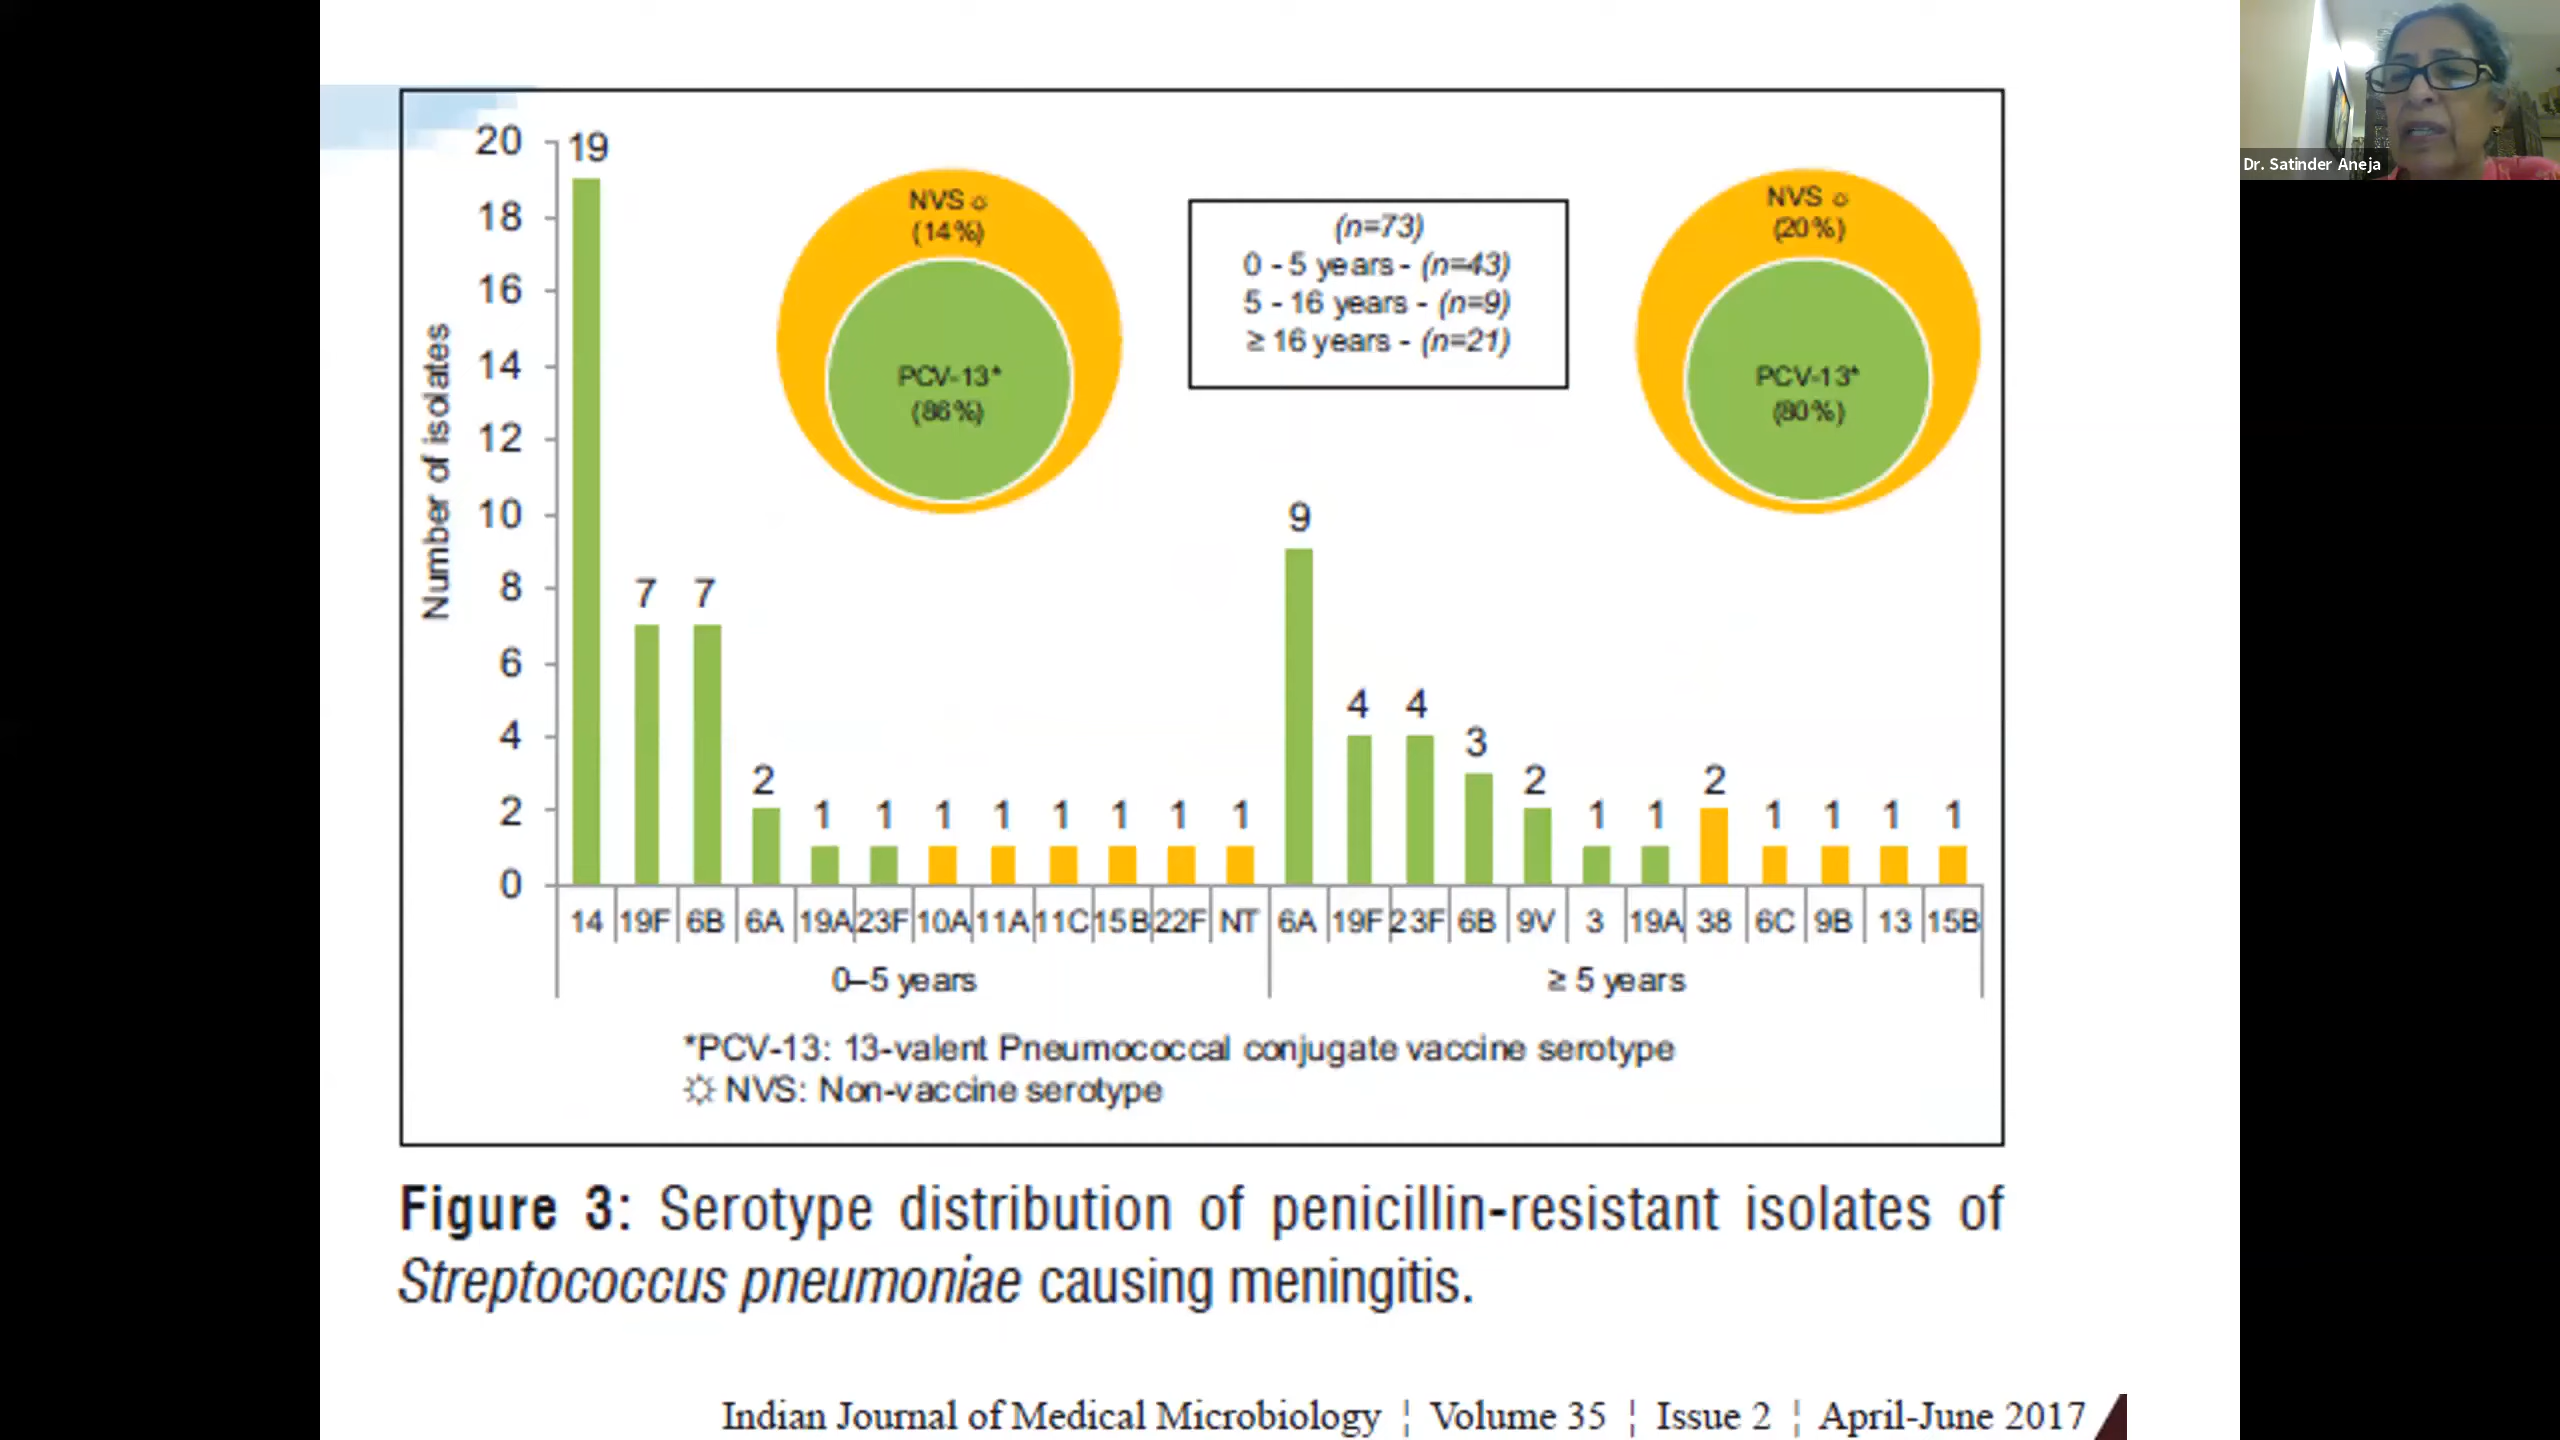 Dr. Satinder Aneja
Number of isolates
20
18
16
14
12
10
8
6
4
2
0
19
7
7
2
1
1
1
1
1
1
1
1
9
4
4
3
2
1
1
2
1
1
1
1
NVS ☼
(14%)
PCV-13*
(86%)
(n=73)
0 - 5 years- (n=43)
5 - 16 years - (n=9)
≥ 16 years - (n=21)
NVS ☼
(20%)
PCV-13*
(80%)
14 19F 6B 6A 19A 23F 10A 11A 11C 15B 22F NT 6A 19F 23F 6B 9V 3 19A 38 6C 9B 13 15B
0–5 years ≥ 5 years
*PCV-13: 13-valent Pneumococcal conjugate vaccine serotype
☼ NVS: Non-vaccine serotype
Figure 3: Serotype distribution of penicillin-resistant isolates of
Streptococcus pneumoniae causing meningitis.
Indian Journal of Medical Microbiology ¦ Volume 35 ¦ Issue 2 ¦ April-June 2017